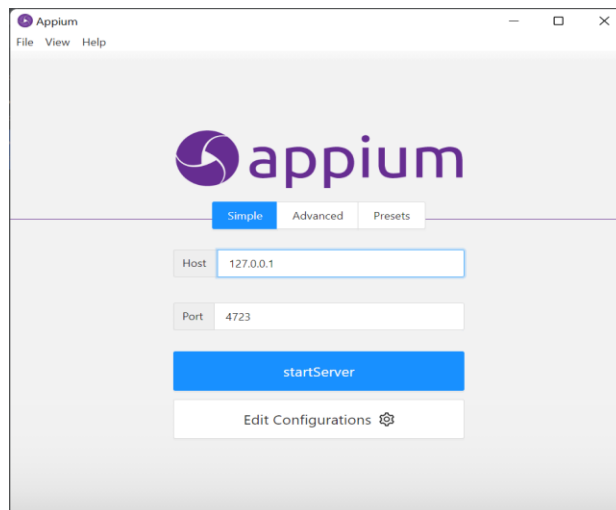 Appium
File View Help
appium
Simple Advanced Presets
Host 127.0.0.1
Port 4723
startServer
Edit Configurations